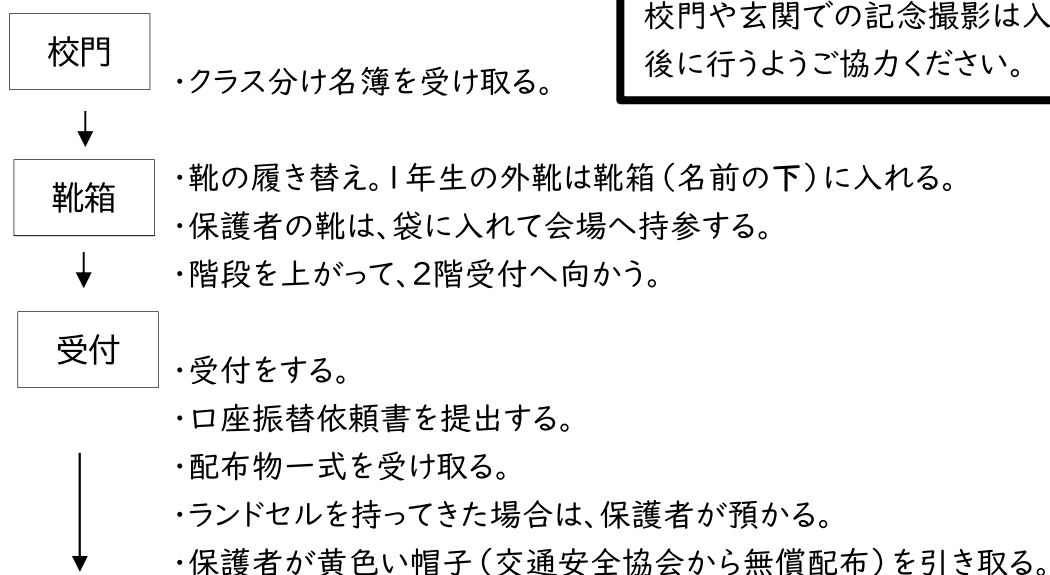 校門や玄関での記念撮影は入
後に行うようご協力ください。
校門
・クラス分け名簿を受け取る。
靴箱
・靴の履き替え。1年生の外靴は靴箱(名前の下)に入れる。
・保護者の靴は、袋に入れて会場へ持参する。
・階段を上がって、2階受付へ向かう。
受付
・受付をする。
・口座振替依頼書を提出する。
・配布物一式を受け取る。
・ランドセルを持ってきた場合は、保護者が預かる。
・保護者が黄色い帽子(交通安全協会から無償配布)を引き取る。